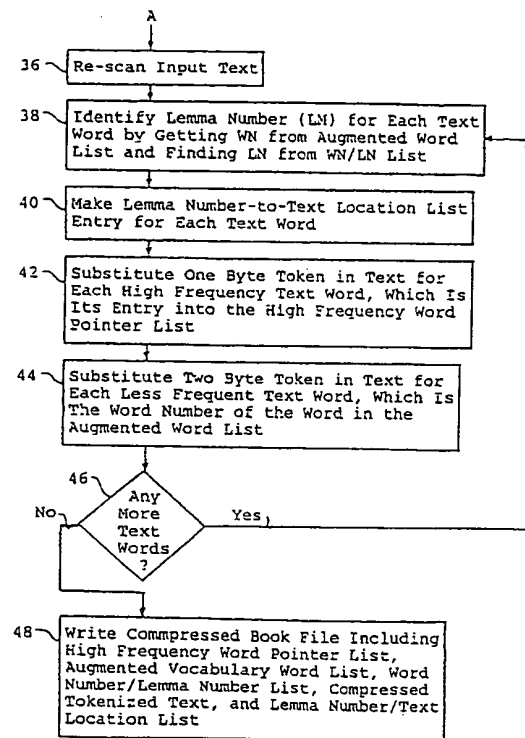 A
36 Re-scan Input Text
38 Identify Lemma Number (LN) for Each Text
Word by Getting WN from Augmented Word
List and Finding LN from WN/LN List
40 Make Lemma Number-to-Text Location List
Entry for Each Text Word
42 Substitute One Byte Token in Text for
Each High Frequency Text Word, Which Is
Its Entry into the High Frequency Word
Pointer List
44 Substitute Two Byte Token in Text for
Each Less Frequent Text Word, Which Is
The Word Number of the Word in the
Augmented Word List
46 Any
More
Text
Words
?
No
Yes
48 Write Commpressed Book File Including
High Frequency Word Pointer List,
Augmented Vocabulary Word List, Word
Number/Lemma Number List, Compressed
Tokenized Text, and Lemma Number/Text
Location List